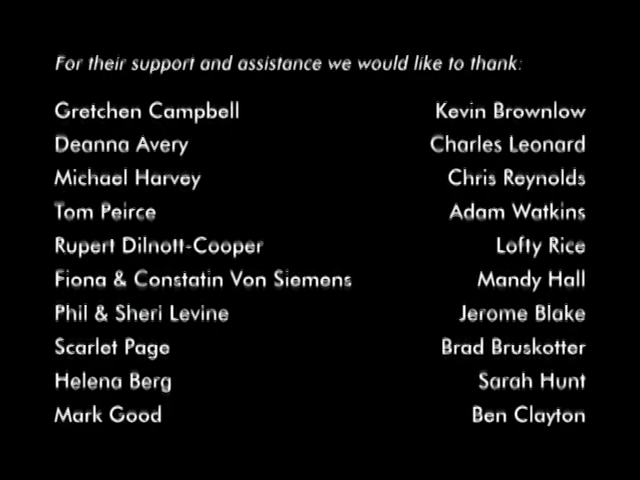 For their support and assistance we would like to thank:
Gretchen Campbell Kevin Brownlow
Deanna Avery Charles Leonard
Michael Harvey Chris Reynolds
Tom Peirce Adam Watkins
Rupert Dilnott-Cooper Lofty Rice
Fiona & Constatin Von Siemens Mandy Hall
Phil & Sheri Levine Jerome Blake
Scarlet Page Brad Bruskotter
Helena Berg Sarah Hunt
Mark Good Ben Clayton